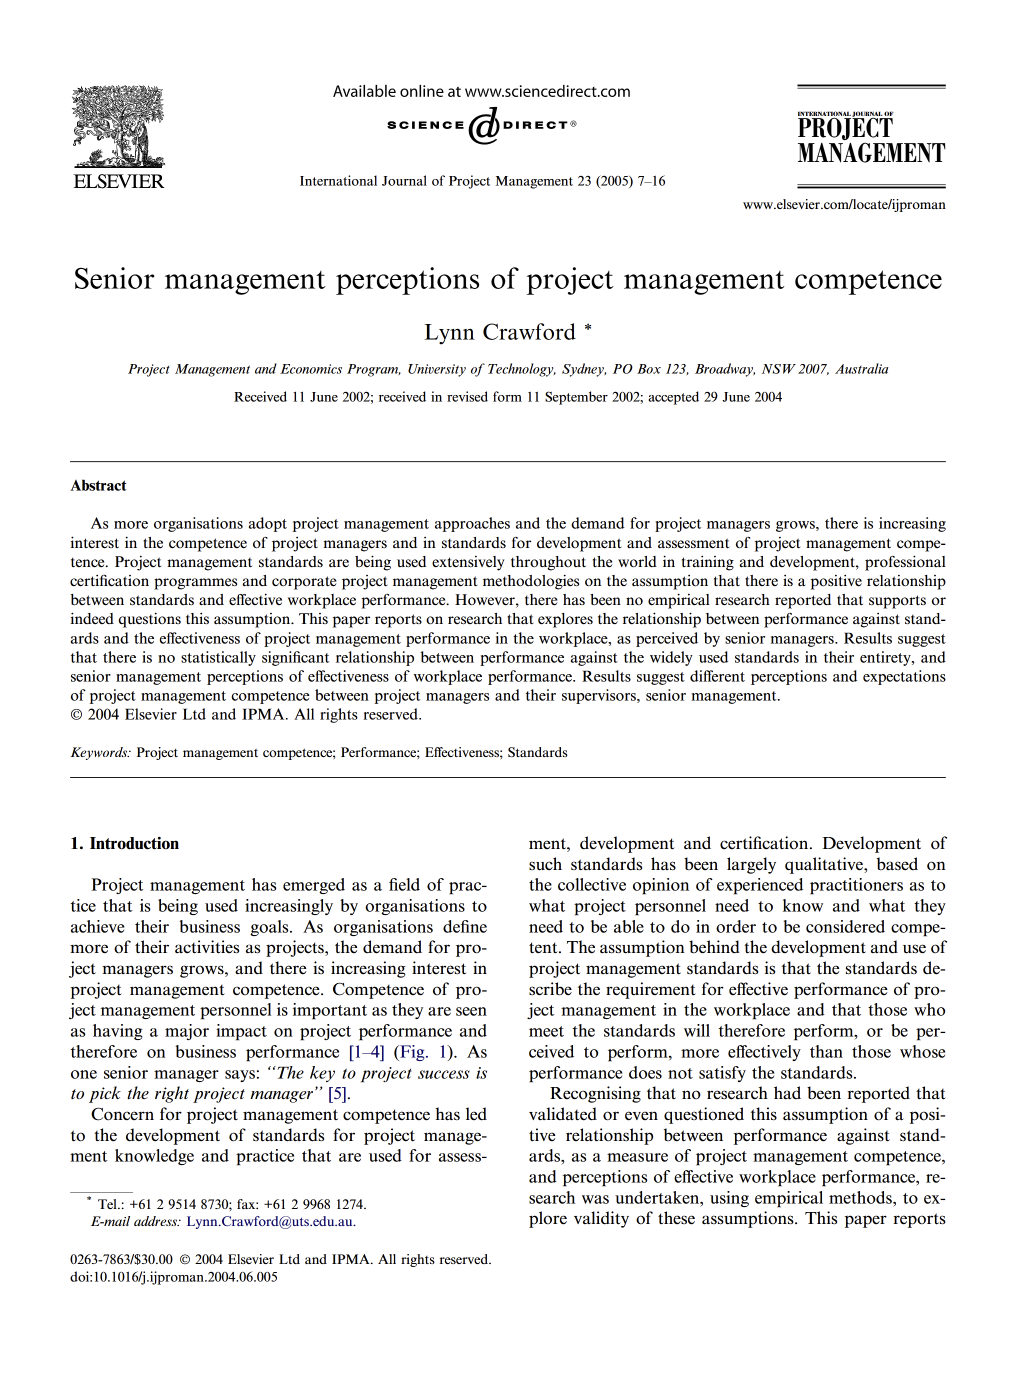 Available online at www.sciencedirect.com
SCIENCE DIRECT®
ELSEVIER
International Journal of Project Management 23 (2005) 7–16
INTERNATIONAL JOURNAL OF
PROJECT
MANAGEMENT
www.elsevier.com/locate/ijproman
Senior management perceptions of project management competence
Lynn Crawford *
Project Management and Economics Program, University of Technology, Sydney, PO Box 123, Broadway, NSW 2007, Australia
Received 11 June 2002; received in revised form 11 September 2002; accepted 29 June 2004
Abstract
As more organisations adopt project management approaches and the demand for project managers grows, there is increasing
interest in the competence of project managers and in standards for development and assessment of project management compe-
tence. Project management standards are being used extensively throughout the world in training and development, professional
certification programmes and corporate project management methodologies on the assumption that there is a positive relationship
between standards and effective workplace performance. However, there has been no empirical research reported that supports or
indeed questions this assumption. This paper reports on research that explores the relationship between performance against stand-
ards and the effectiveness of project management performance in the workplace, as perceived by senior managers. Results suggest
that there is no statistically significant relationship between performance against the widely used standards in their entirety, and
senior management perceptions of effectiveness of workplace performance. Results suggest different perceptions and expectations
of project management competence between project managers and their supervisors, senior management.
© 2004 Elsevier Ltd and IPMA. All rights reserved.
Keywords: Project management competence; Performance; Effectiveness; Standards
1. Introduction
Project management has emerged as a field of prac-
tice that is being used increasingly by organisations to
achieve their business goals. As organisations define
more of their activities as projects, the demand for pro-
ject managers grows, and there is increasing interest in
project management competence. Competence of pro-
ject management personnel is important as they are seen
as having a major impact on project performance and
therefore on business performance [1–4] (Fig. 1). As
one senior manager says: ‘‘The key to project success is
to pick the right project manager’’ [5].
Concern for project management competence has led
to the development of standards for project manage-
ment knowledge and practice that are used for assess-
* Tel.: +61 2 9514 8730; fax: +61 2 9968 1274.
E-mail address: Lynn.Crawford@uts.edu.au.
ment, development and certification. Development of
such standards has been largely qualitative, based on
the collective opinion of experienced practitioners as to
what project personnel need to know and what they
need to be able to do in order to be considered compe-
tent. The assumption behind the development and use of
project management standards is that the standards de-
scribe the requirement for effective performance of pro-
ject management in the workplace and that those who
meet the standards will therefore perform, or be per-
ceived to perform, more effectively than those whose
performance does not satisfy the standards.
Recognising that no research had been reported that
validated or even questioned this assumption of a posi-
tive relationship between performance against stand-
ards, as a measure of project management competence,
and perceptions of effective workplace performance, re-
search was undertaken, using empirical methods, to ex-
plore validity of these assumptions. This paper reports
0263-7863/$30.00 © 2004 Elsevier Ltd and IPMA. All rights reserved.
doi:10.1016/j.ijproman.2004.06.005